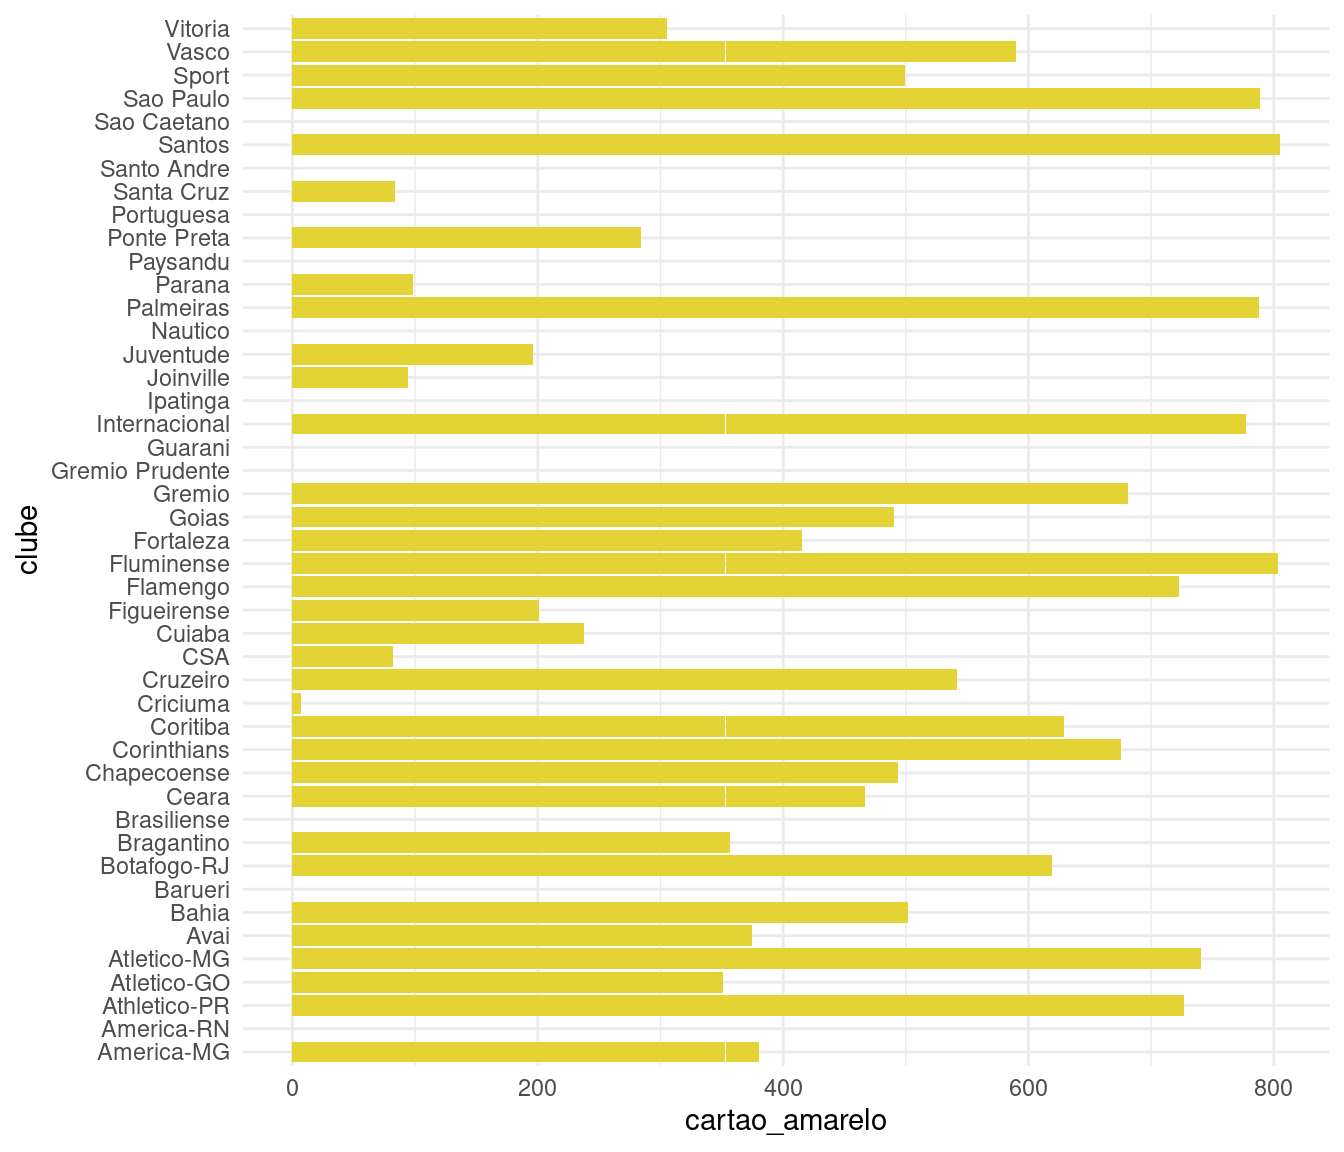 Vitoria
Vasco
Sport
Sao Paulo
Sao Caetano
Santos
Santo Andre
Santa Cruz
Portuguesa
Ponte Preta
Paysandu
Parana
Palmeiras
Nautico
Juventude
Joinville
Ipatinga
Internacional
Guarani
Gremio Prudente
Gremio
Goias
Fortaleza
Fluminense
Flamengo
Figueirense
Cuiaba
CSA
Cruzeiro
Criciuma
Coritiba
Corinthians
Chapecoense
Ceara
Brasiliense
Bragantino
Botafogo-RJ
Barueri
Bahia
Avai
Atletico-MG
Atletico-GO
Athletico-PR
America-RN
America-MG
clube
0 200 400 600 800
cartao_amarelo